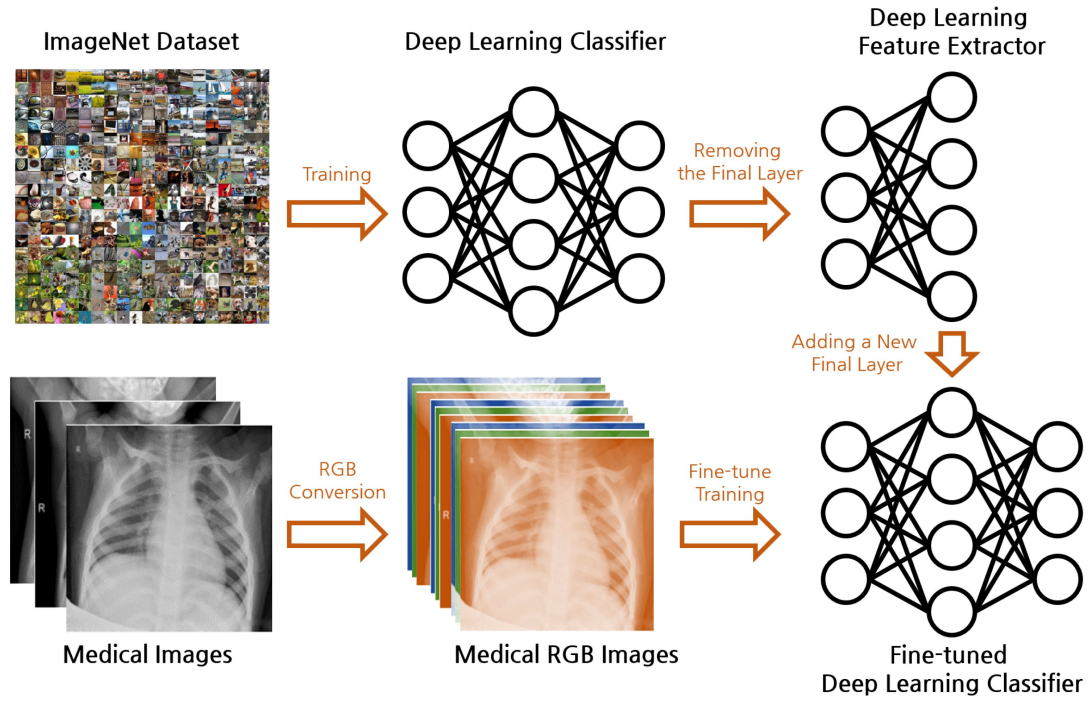 ImageNet Dataset
Deep Learning Classifier
Deep Learning
Feature Extractor
Training
Removing
the Final Layer
Adding a New
Final Layer
R
R
R
RGB
Conversion
R
Fine-tune
Training
Medical Images
Medical RGB Images
Fine-tuned
Deep Learning Classifier